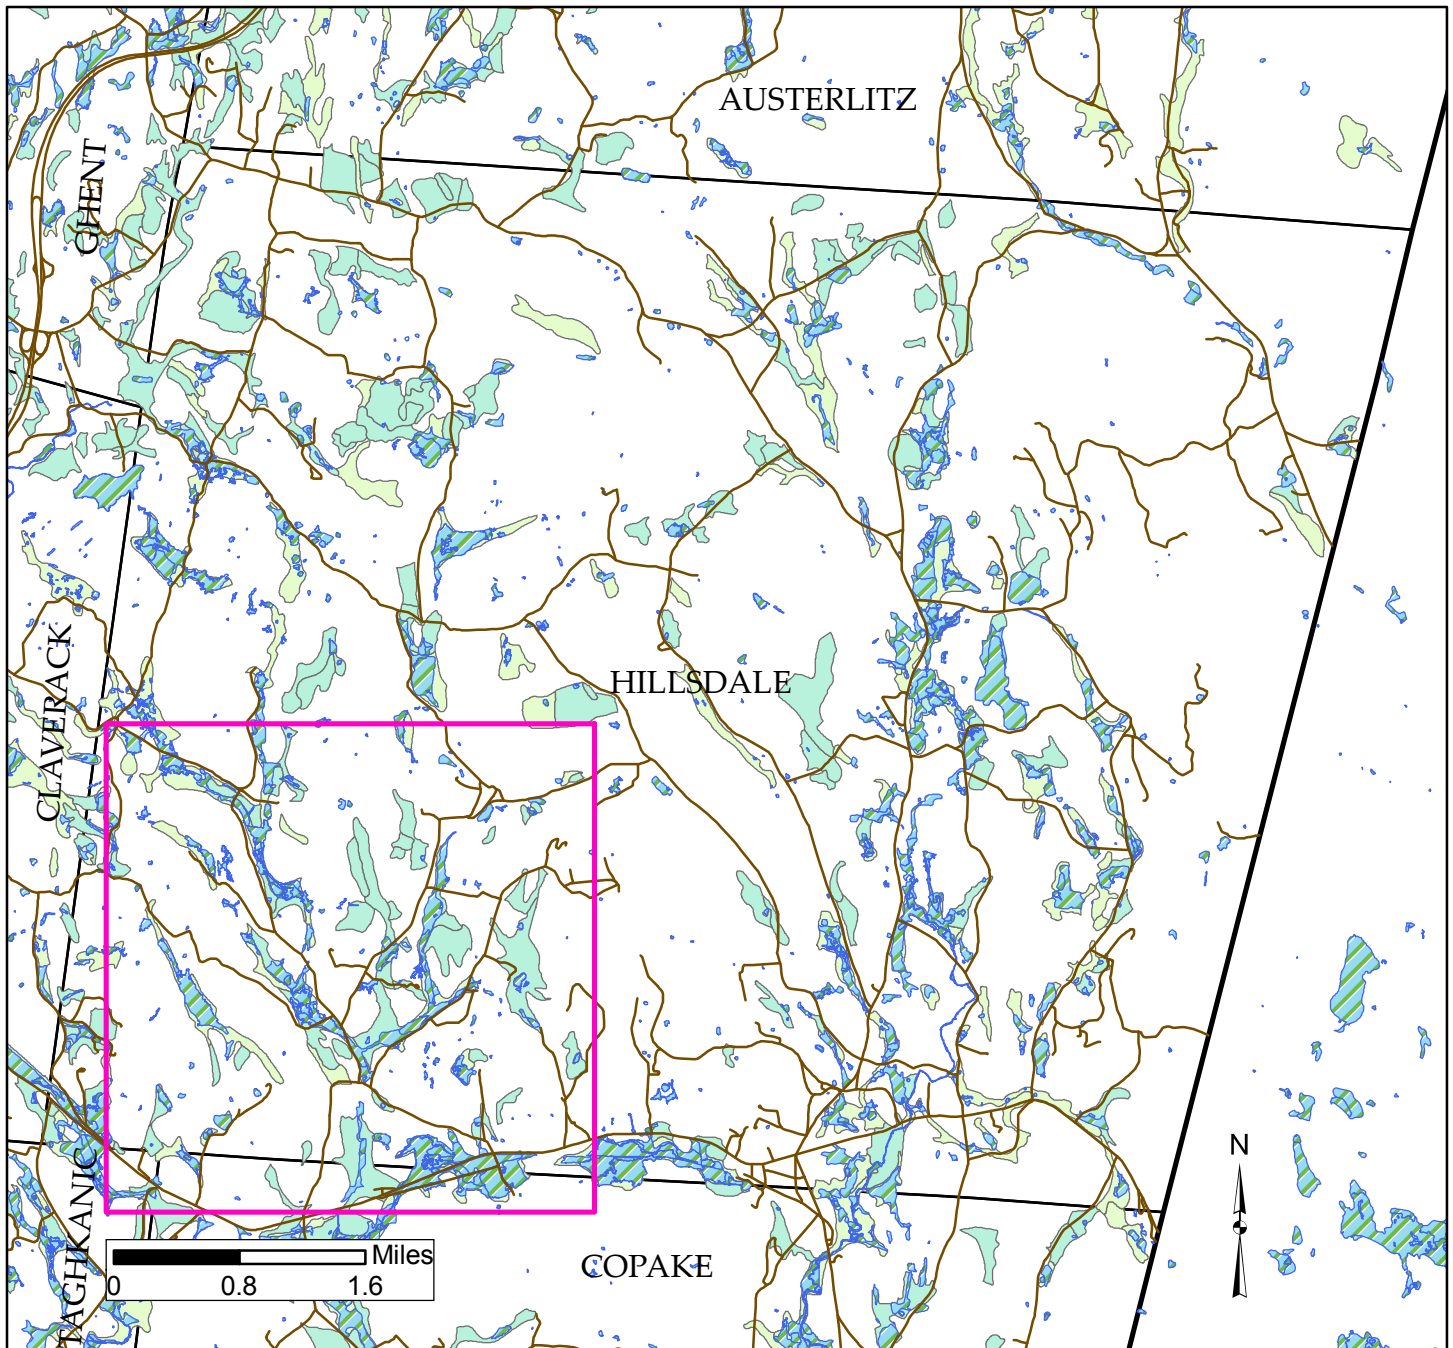 AUSTERLITZ
GHENT
HILLSDALE
CLAVERACK
N
TAGHKANIC
COPAKE
Miles
0 0.8 1.6